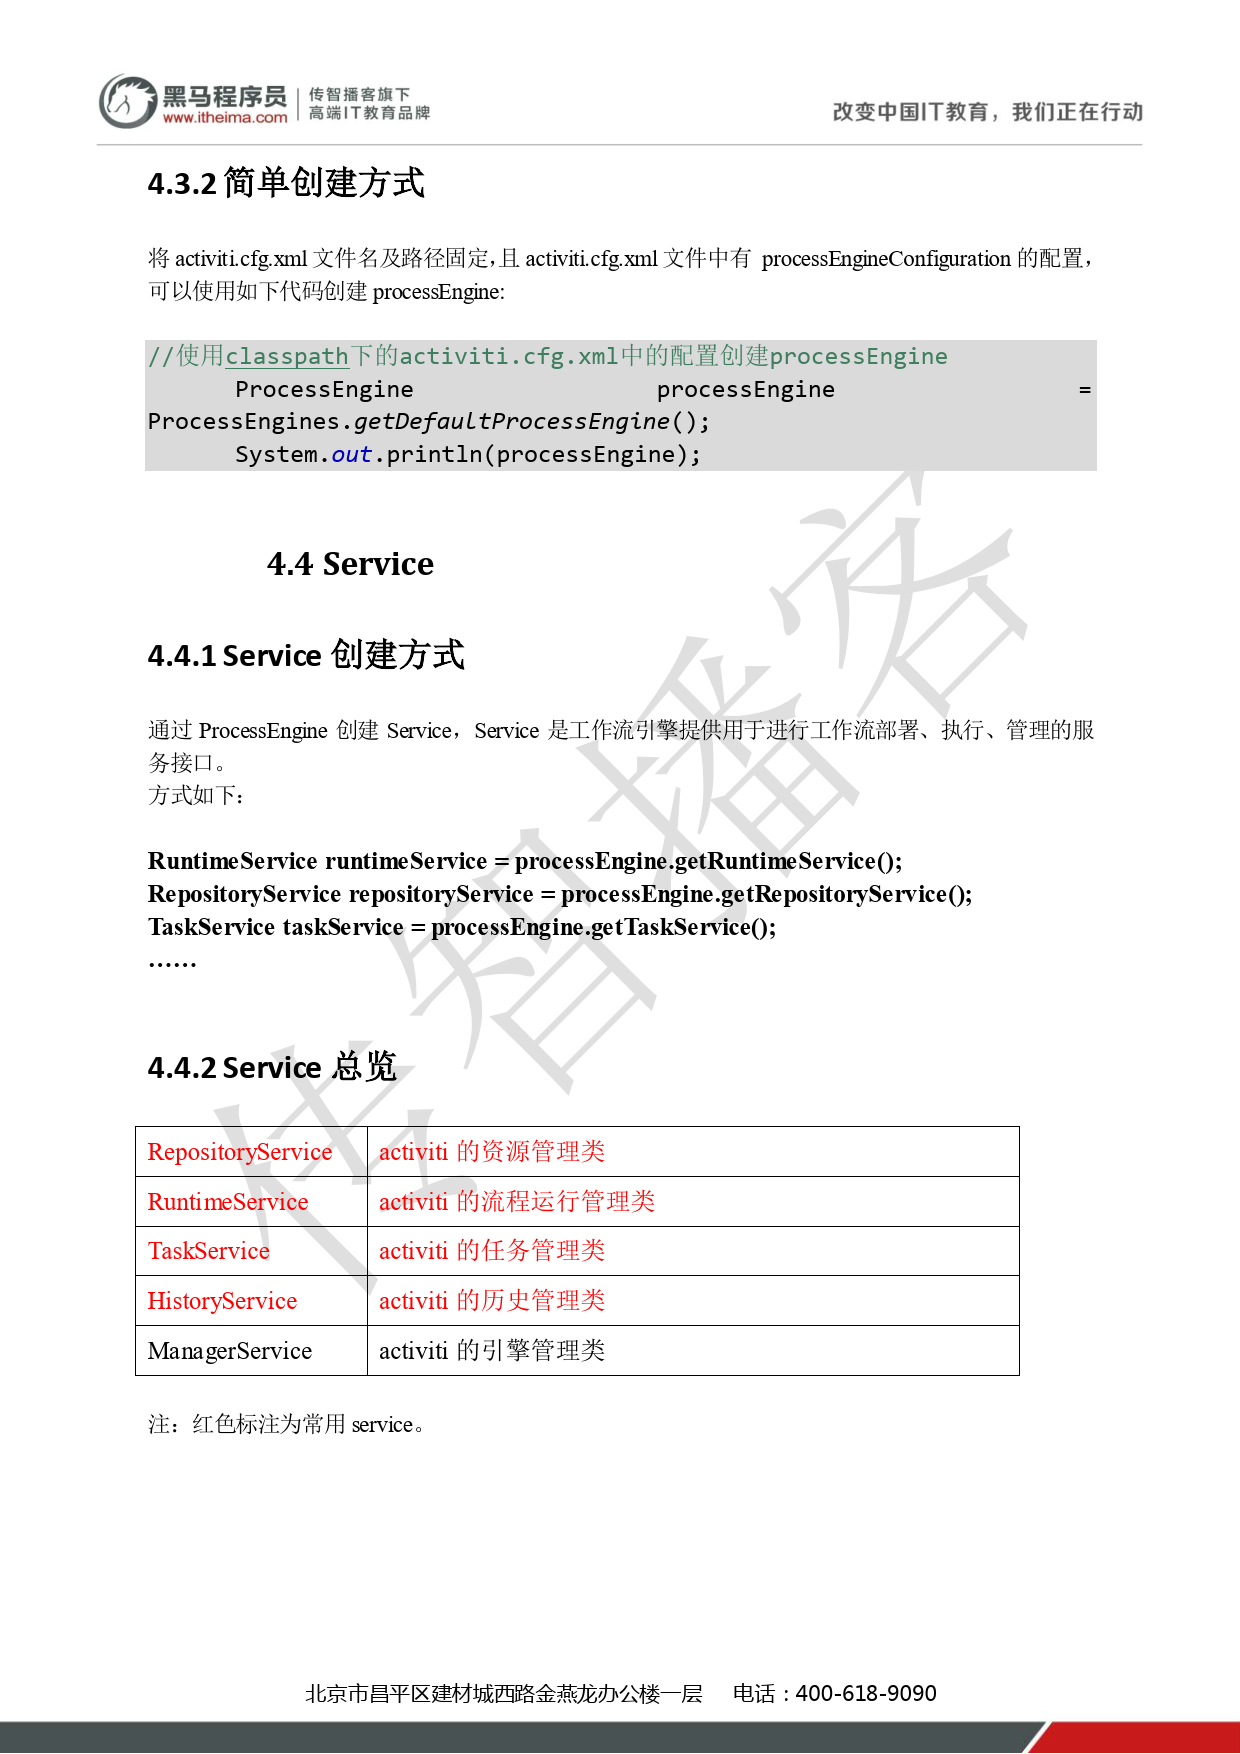 黑马程序员
www.itheima.com
传智播客旗下
高端IT教育品牌
改变中国IT教育，我们正在行动
4.3.2 简单创建方式
将 activiti.cfg.xml 文件名及路径固定，且 activiti.cfg.xml 文件中有 processEngineConfiguration 的配置，
可以使用如下代码创建 processEngine:
//使用classpath下的activiti.cfg.xml中的配置创建processEngine
ProcessEngine processEngine =
ProcessEngines.getDefaultProcessEngine();
System.out.println(processEngine);
4.4 Service
4.4.1 Service 创建方式
通过 ProcessEngine 创建 Service，Service 是工作流引擎提供用于进行工作流部署、执行、管理的服
务接口。
方式如下：
RuntimeService runtimeService = processEngine.getRuntimeService();
RepositoryService repositoryService = processEngine.getRepositoryService();
TaskService taskService = processEngine.getTaskService();
……
4.4.2 Service 总览
RepositoryService activiti 的资源管理类
RuntimeService activiti 的流程运行管理类
TaskService activiti 的任务管理类
HistoryService activiti 的历史管理类
ManagerService activiti 的引擎管理类
注：红色标注为常用 service。
传智播客
北京市昌平区建材城西路金燕龙办公楼一层 电话：400-618-9090